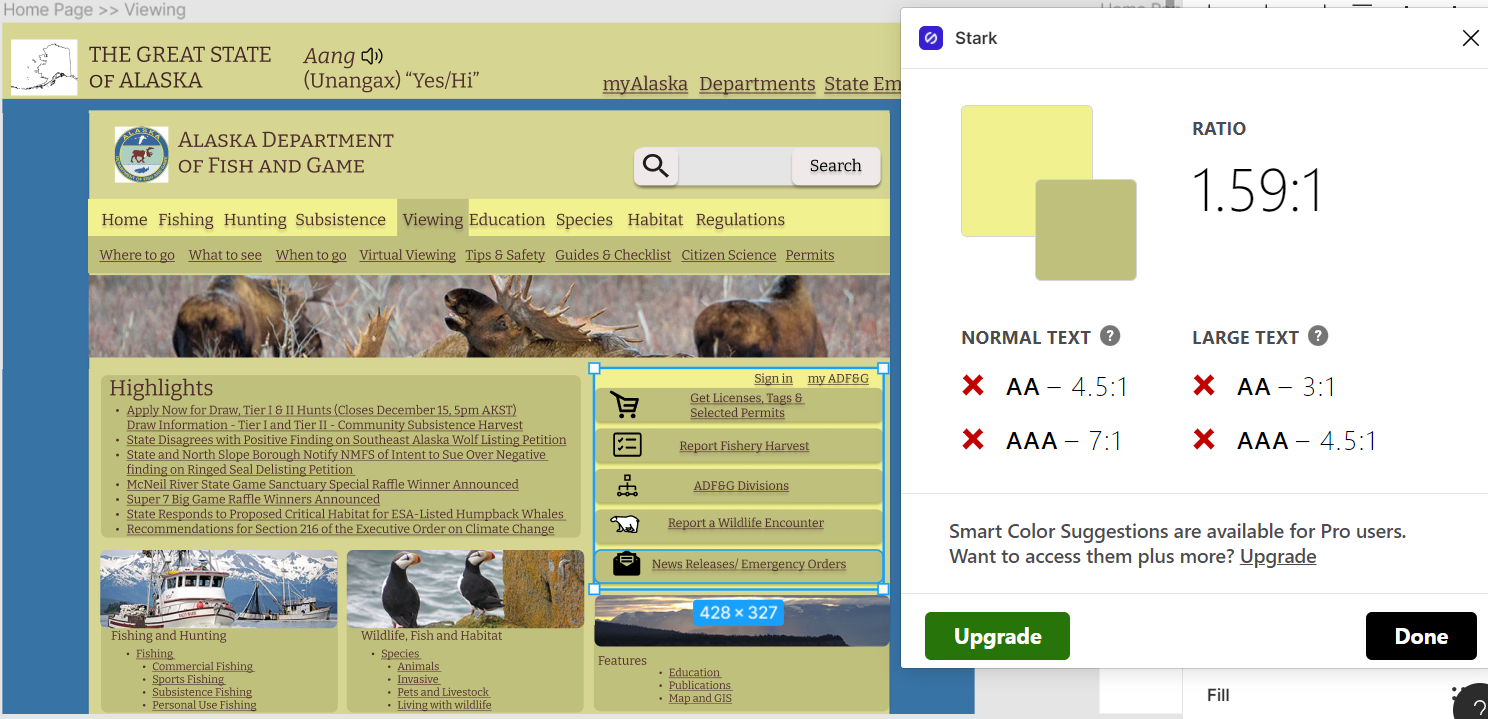 Home Page >> Viewing
THE GREAT STATE
OF ALASKA
Aang
(Unangax) “Yes/Hi”
myAlaska Departments State Em
ALASKA DEPARTMENT
OF FISH AND GAME
Search
Home Fishing Hunting Subsistence Viewing Education Species Habitat Regulations
Where to go What to see When to go Virtual Viewing Tips & Safety Guides & Checklist Citizen Science Permits
Highlights
• Apply Now for Draw, Tier I & II Hunts (Closes December 15, 5pm AKST)
Draw Information - Tier I and Tier II - Community Subsistence Harvest
• State Disagrees with Positive Finding on Southeast Alaska Wolf Listing Petition
• State and North Slope Borough Notify NMFS of Intent to Sue Over Negative
finding on Ringed Seal Delisting Petition
• McNeil River State Game Sanctuary Special Raffle Winner Announced
• Super 7 Big Game Raffle Winners Announced
• State Responds to Proposed Critical Habitat for ESA-Listed Humpback Whales
• Recommendations for Section 216 of the Executive Order on Climate Change
Sign in my ADF&G
Get Licenses, Tags &
Selected Permits
Report Fishery Harvest
ADF&G Divisions
Report a Wildlife Encounter
News Releases/ Emergency Orders
428 × 327
Fishing and Hunting
• Fishing
• Commercial Fishing
• Sports Fishing
• Subsistence Fishing
• Personal Use Fishing
Wildlife, Fish and Habitat
• Species
• Animals
• Invasive
• Pets and Livestock
• Living with wildlife
Features
• Education
• Publications
• Map and GIS
Stark
RATIO
1.59:1
NORMAL TEXT ?
AA – 4.5:1
AAA – 7:1
LARGE TEXT ?
AA – 3:1
AAA – 4.5:1
Smart Color Suggestions are available for Pro users.
Want to access them plus more? Upgrade
Upgrade
Done
Fill
?